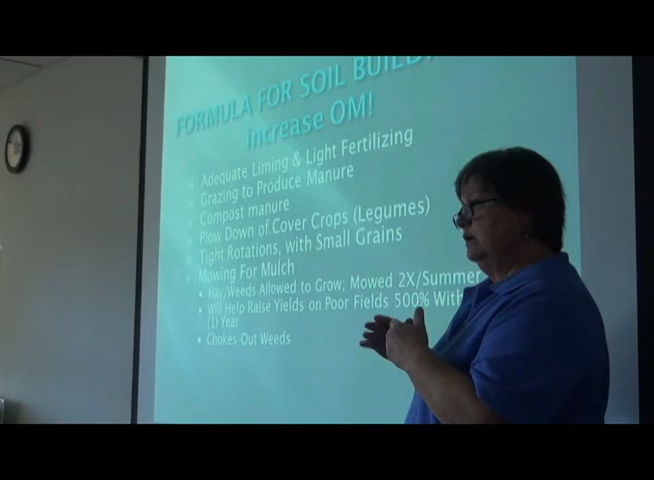 FORMULA FOR SOIL BUILD
Increase OM!
Adequate Liming & Light Fertilizing
Grazing to Produce Manure
Compost manure
Plow Down of Cover Crops (Legumes)
Tight Rotations, with Small Grains
Mowing For Mulch
• Hay/Weeds Allowed to Grow; Mowed 2X/Summer
• Will Help Raise Yields on Poor Fields 500% With
(1) Year
• Chokes Out Weeds